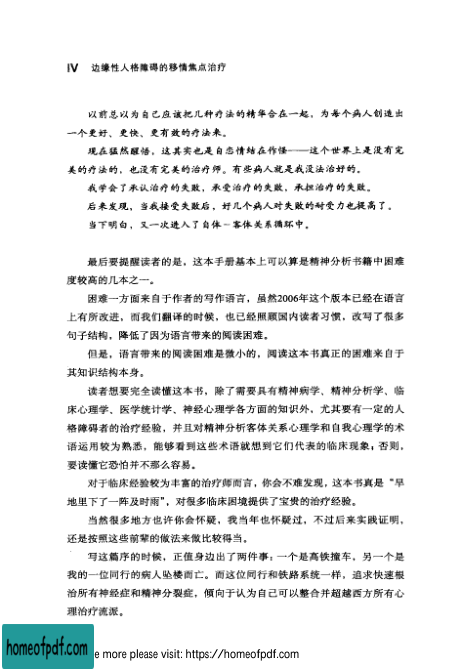 IV 边缘性人格障碍的移情焦点治疗
以前总以为自己应该把几种疗法的精华合在一起，为每个病人创造出
一个更好、更快、更有效的疗法来。
现在猛然醒悟，这其实也是自恋情结在作怪——这个世界上是没有完
美的疗法的，也没有完美的治疗师。有些病人就是我没法治好的。
我学会了承认治疗的失败，承受治疗的失败，承担治疗的失败。
后来发现，当我接受失败后，好几个病人对失败的耐受力也提高了。
当下明白，又一次进入了自体－客体关系循环中。
最后要提醒读者的是，这本手册基本上可以算是精神分析书籍中困难
度较高的几本之一。
困难一方面来自于作者的写作语言，虽然2006年这个版本已经在语言
上有所改进，而我们翻译的时候，也已经照顾国内读者习惯，改写了很多
句子结构，降低了因为语言带来的阅读困难。
但是，语言带来的阅读困难是微小的，阅读这本书真正的困难来自于
其知识结构本身。
读者想要完全读懂这本书，除了需要具有精神病学、精神分析学、临
床心理学、医学统计学、神经心理学各方面的知识外，尤其要有一定的人
格障碍者的治疗经验，并且对精神分析客体关系心理学和自我心理学的术
语运用较为熟悉，能够看到这些术语就想到它们代表的临床现象；否则，
要读懂它恐怕并不那么容易。
对于临床经验较为丰富的治疗师而言，你会不难发现，这本书真是“旱
地里下了一阵及时雨”，对很多临床困境提供了宝贵的治疗经验。
当然很多地方也许你会怀疑，我当年也怀疑过，不过后来实践证明，
还是按照这些前辈的做法来做比较得当。
写这篇序的时候，正值身边出了两件事：一个是高铁撞车，另一个是
我的一位同行的病人坠楼而亡。而这位同行和铁路系统一样，追求快速根
治所有神经症和精神分裂症，倾向于认为自己可以整合并超越西方所有心
理治疗流派。
homeofpdf.com
e more please visit: https://homeofpdf.com